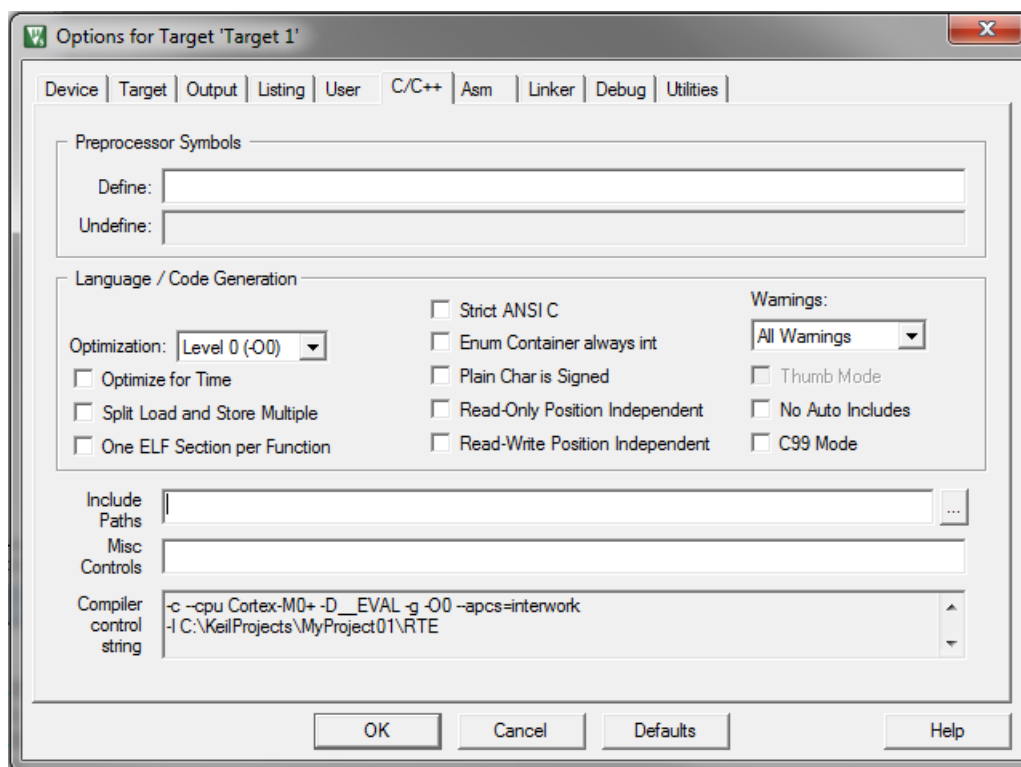 Options for Target 'Target 1'
Device Target Output Listing User C/C++ Asm Linker Debug Utilities
Preprocessor Symbols
Define:
Undefine:
Language / Code Generation
Optimization: Level 0 (-O0)
Optimize for Time
Split Load and Store Multiple
One ELF Section per Function
Strict ANSI C
Enum Container always int
Plain Char is Signed
Read-Only Position Independent
Read-Write Position Independent
Warnings:
All Warnings
Thumb Mode
No Auto Includes
C99 Mode
Include
Paths
...
Misc
Controls
Compiler
control
string
-c --cpu Cortex-M0+ -D__EVAL -g -O0 --apcs=interwork
-I C:\KeilProjects\MyProject01\RTE
OK Cancel Defaults Help